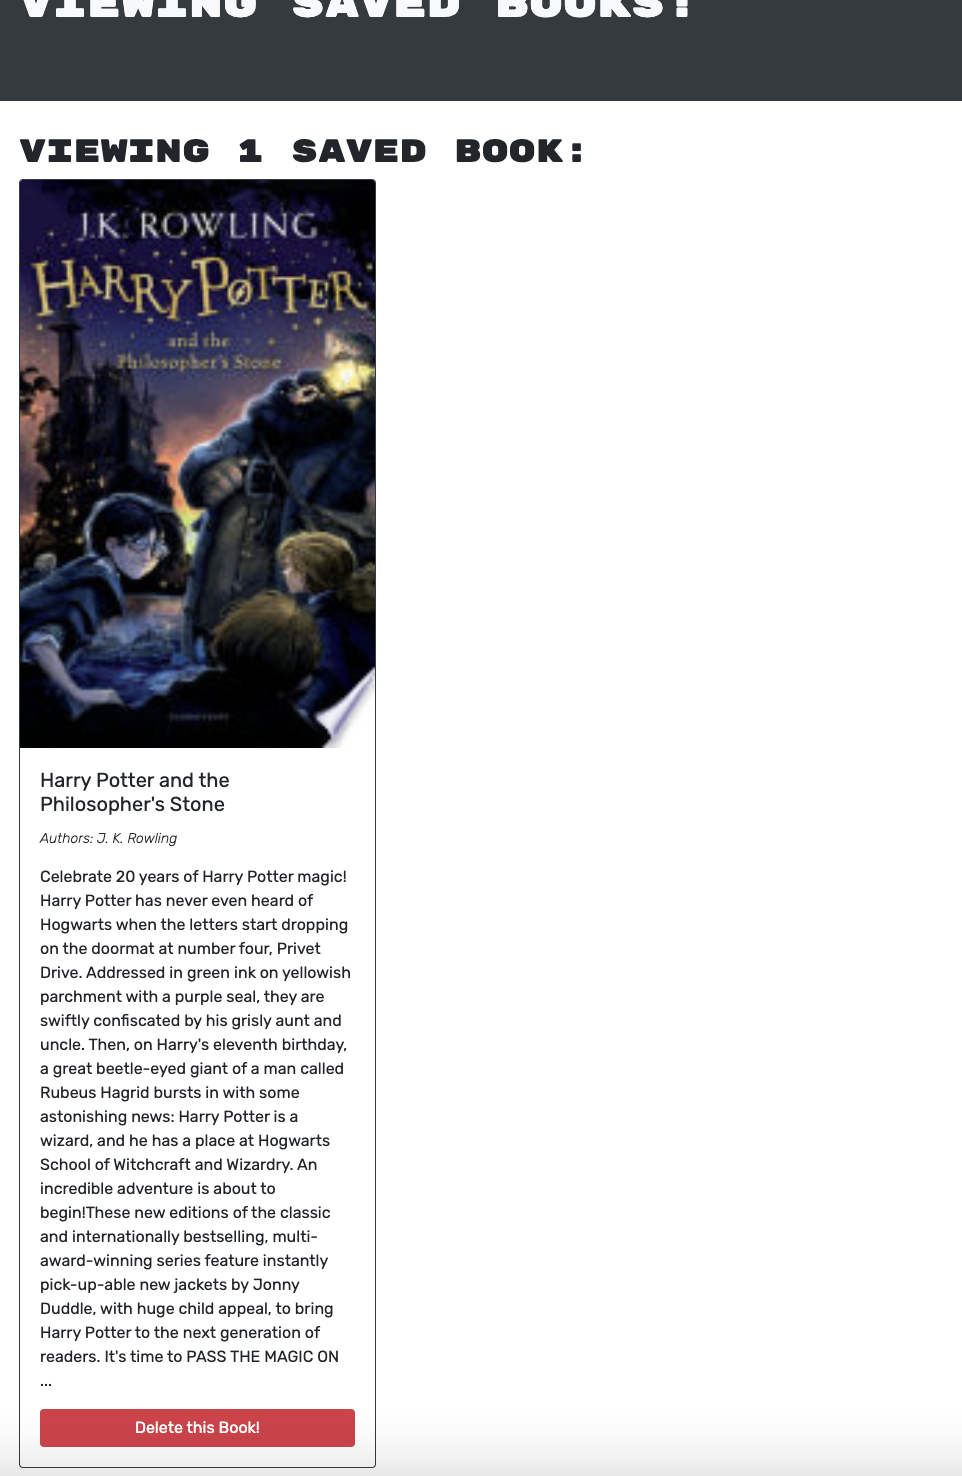 VIEWING SAVED BOOKS!
VIEWING 1 SAVED BOOK:
J.K. ROWLING
HARRY POTTER
and the
Philosopher's Stone
Harry Potter and the
Philosopher's Stone
Authors: J. K. Rowling
Celebrate 20 years of Harry Potter magic!
Harry Potter has never even heard of
Hogwarts when the letters start dropping
on the doormat at number four, Privet
Drive. Addressed in green ink on yellowish
parchment with a purple seal, they are
swiftly confiscated by his grisly aunt and
uncle. Then, on Harry's eleventh birthday,
a great beetle-eyed giant of a man called
Rubeus Hagrid bursts in with some
astonishing news: Harry Potter is a
wizard, and he has a place at Hogwarts
School of Witchcraft and Wizardry. An
incredible adventure is about to
begin!These new editions of the classic
and internationally bestselling, multi-
award-winning series feature instantly
pick-up-able new jackets by Jonny
Duddle, with huge child appeal, to bring
Harry Potter to the next generation of
readers. It's time to PASS THE MAGIC ON
...
Delete this Book!